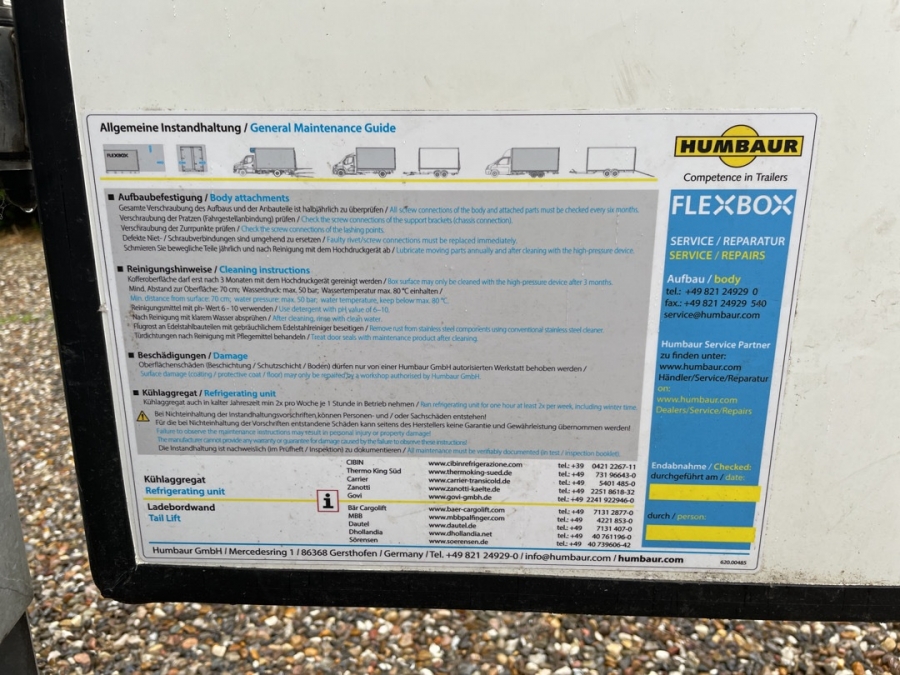 Allgemeine Instandhaltung / General Maintenance Guide
FLEXBOX
HUMBAUR
Competence in Trailers
■ Aufbaubefestigung / Body attachments
Gesamte Verschraubung des Aufbaus und der Anbauteile ist halbjährlich zu überprüfen / All screw connections of the body and attached parts must be checked every six months.
Verschraubung der Pratzen (Fahrgestellanbindung) prüfen / Check the screw connections of the support brackets (chassis connection).
Verschraubung der Zurrpunkte prüfen / Check the screw connections of the lashing points.
Defekte Niet- / Schraubverbindungen sind umgehend zu ersetzen / Faulty rivet/screw connections must be replaced immediately.
Schmieren Sie bewegliche Teile jährlich und nach Reinigung mit dem Hochdruckgerät ab / Lubricate moving parts annually and after cleaning with the high-pressure device.
■ Reinigungshinweise / Cleaning instructions
Kofferoberfläche darf erst nach 3 Monaten mit dem Hochdruckgerät gereinigt werden / Box surface may only be cleaned with the high-pressure device after 3 months.
Mind. Abstand zur Oberfläche: 70 cm; Wasserdruck: max. 50 bar; Wassertemperatur max. 80 °C einhalten /
Min. distance from surface: 70 cm; water pressure: max. 50 bar; water temperature, keep below max. 80 °C.
Reinigungsmittel mit ph- Wert 6 - 10 verwenden / Use detergent with pH value of 6–10.
Nach Reinigung mit klarem Wasser abspülen / After cleaning, rinse with clean water.
Flugrost an Edelstahlbauteilen mit gebräuchlichem Edelstahlreiniger beseitigen / Remove rust from stainless steel components using conventional stainless steel cleaner.
Türdichtungen nach Reinigung mit Pflegemittel behandeln / Treat door seals with maintenance product after cleaning.
■ Beschädigungen / Damage
Oberflächenschäden (Beschichtung / Schutzschicht / Boden) dürfen nur von einer Humbaur GmbH autorisierten Werkstatt behoben werden /
Surface damage (coating / protective coat / floor) may only be repaired by a workshop authorised by Humbaur GmbH.
■ Kühlaggregat / Refrigerating unit
Kühlaggregat auch in kalter Jahreszeit min 2x pro Woche je 1 Stunde in Betrieb nehmen / Run refrigerating unit for one hour at least 2x per week, including winter time.
Bei Nichteinhaltung der Instandhaltungsvorschriften,können Personen- und / oder Sachschäden entstehen!
Für die bei Nichteinhaltung der Vorschriften entstandene Schäden kann seitens des Herstellers keine Garantie und Gewährleistung übernommen werden!
Failure to observe the maintenance instructions may result in personal injury or property damage!
The manufacturer cannot provide any warranty or guarantee for damage caused by the failure to observe these instructions!
Die Instandhaltung ist nachweislich (im Prüfheft / Inspektion) zu dokumentieren / All maintenance must be verifiably documented (in test / inspection booklet).
Kühlaggregat
Refrigerating unit
CIBIN www.cibinrefrigerazione.com tel.: +39 0421 2267-11
Thermo King Süd www.thermoking-sued.de tel.: +49 731 96643-0
Carrier www.carrier-transicold.de tel.: +49 5401 485-0
Zanotti www.zanotti-kaelte.de tel.: +49 2251 8618-32
Govi www.govi-gmbh.de tel.: +49 2241 922946-0
Ladebordwand
Tail Lift
i
Bär Cargolift www.baer-cargolift.com tel.: +49 7131 2877-0
MBB www.mbbpalfinger.com tel.: +49 4221 853-0
Dautel www.dautel.de tel.: +49 7131 407-0
Dhollandia www.dhollandia.net tel.: +49 40 761196-0
Sörensen www.soerensen.de tel.: +49 40 739606-42
FLEXBOX
SERVICE / REPARATUR
SERVICE / REPAIRS
Aufbau / body
tel.: +49 821 24929 0
fax.: +49 821 24929 540
service@humbaur.com
Humbaur Service Partner
zu finden unter:
www.humbaur.com
Händler/Service/Reparatur
on:
www.humbaur.com
Dealers/Service/Repairs
Endabnahme / Checked:
durchgeführt am / date:
durch / person:
Humbaur GmbH / Mercedesring 1 / 86368 Gersthofen / Germany / Tel. +49 821 24929-0 / info@humbaur.com / humbaur.com
620.00485